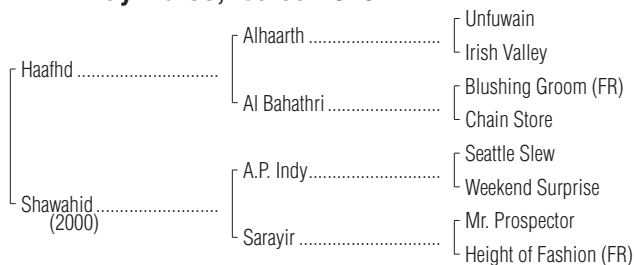 Unfuwain
Alhaarth
Irish Valley
Haafhd
Blushing Groom (FR)
Al Bahathri
Chain Store
Seattle Slew
A.P. Indy
Weekend Surprise
Shawahid
(2000)
Mr. Prospector
Sarayir
Height of Fashion (FR)